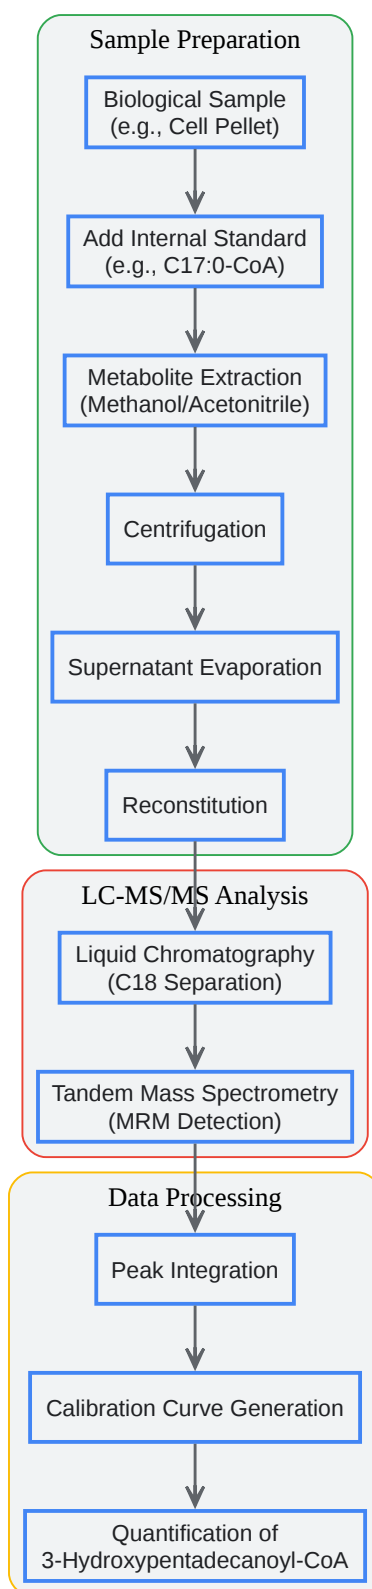 Sample Preparation
Biological Sample
(e.g., Cell Pellet)
Add Internal Standard
(e.g., C17:0-CoA)
Metabolite Extraction
(Methanol/Acetonitrile)
Centrifugation
Supernatant Evaporation
Reconstitution
LC-MS/MS Analysis
Liquid Chromatography
(C18 Separation)
Tandem Mass Spectrometry
(MRM Detection)
Data Processing
Peak Integration
Calibration Curve Generation
Quantification of
3-Hydroxypentadecanoyl-CoA